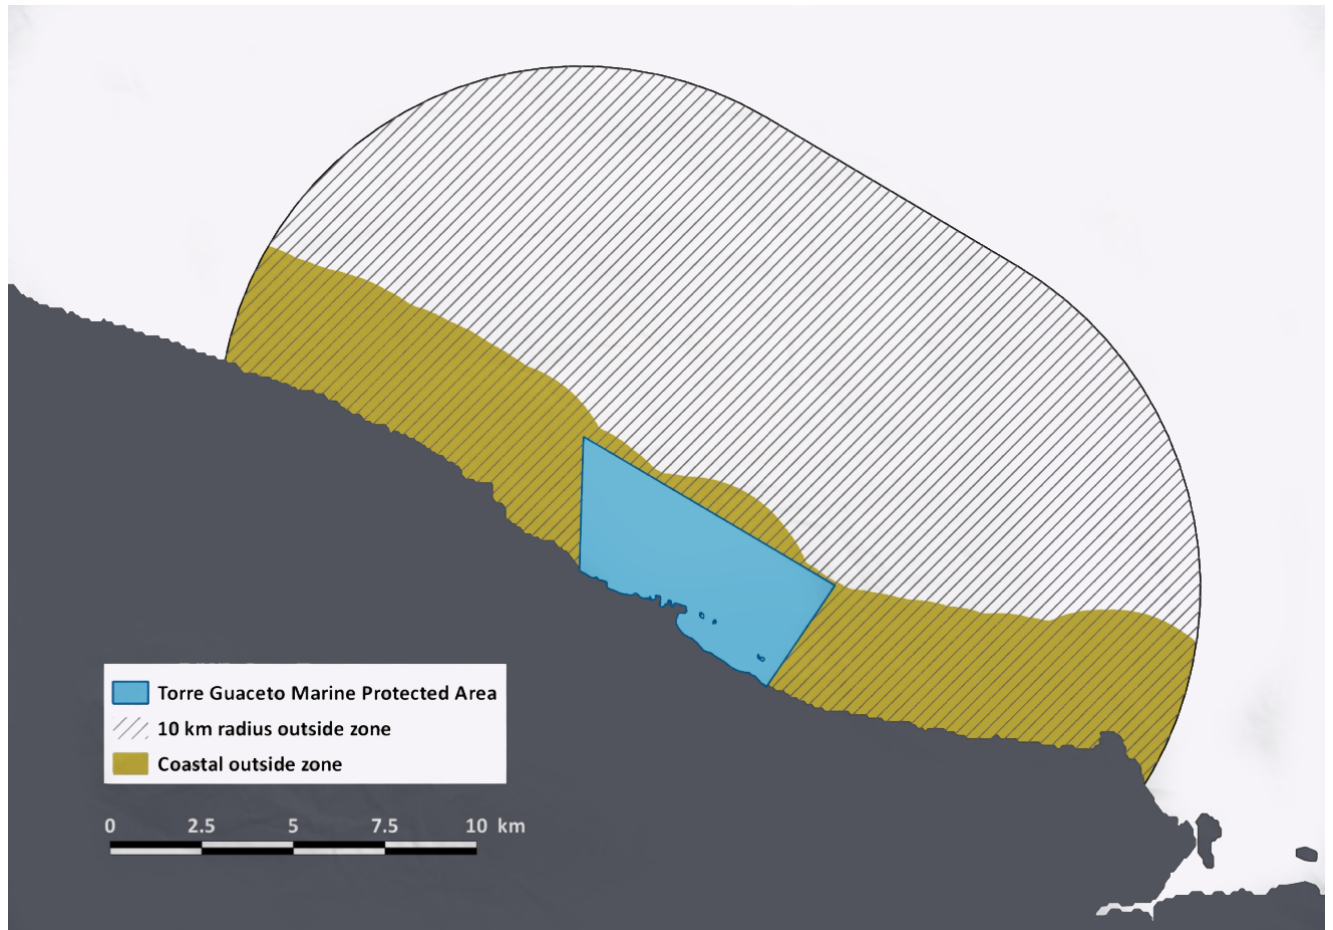 Torre Guaceto Marine Protected Area
10 km radius outside zone
Coastal outside zone
0 2.5 5 7.5 10 km